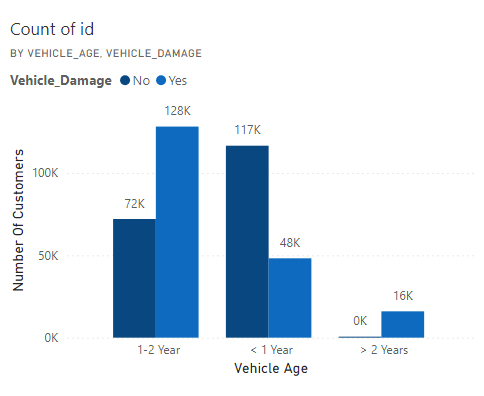 Count of id
BY VEHICLE_AGE, VEHICLE_DAMAGE
Vehicle_Damage No Yes
128K
117K
100K
72K
Number Of Customers
50K
48K
16K
0K
0K
1-2 Year < 1 Year > 2 Years
Vehicle Age